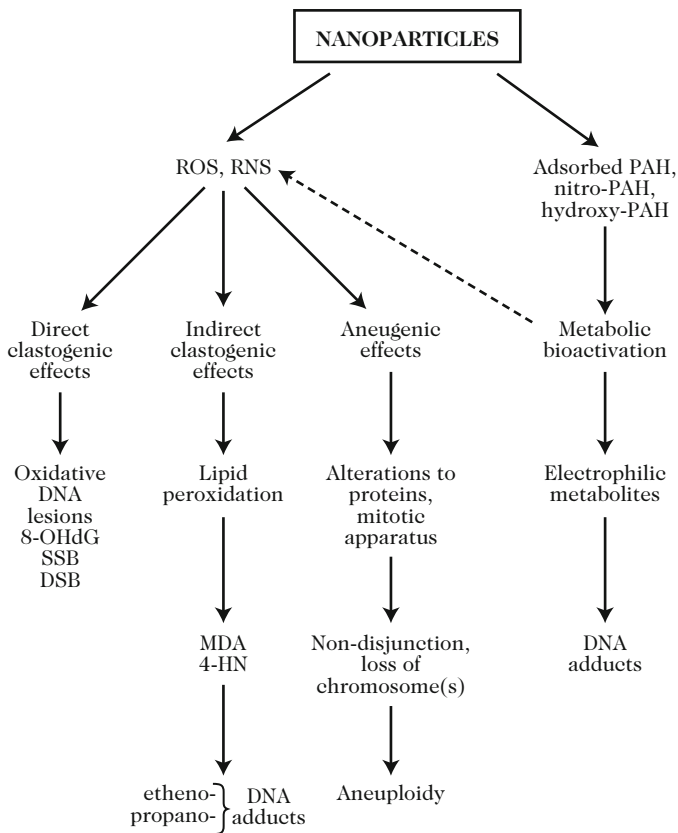 NANOPARTICLES
ROS, RNS
Adsorbed PAH,
nitro-PAH,
hydroxy-PAH
Direct
clastogenic
effects
Indirect
clastogenic
effects
Aneugenic
effects
Metabolic
bioactivation
Oxidative
DNA
lesions
8-OHdG
SSB
DSB
Lipid
peroxidation
Alterations to
proteins,
mitotic
apparatus
Electrophilic
metabolites
MDA
4-HN
Non-disjunction,
loss of
chromosome(s)
DNA
adducts
etheno-
propano-
DNA
adducts
Aneuploidy